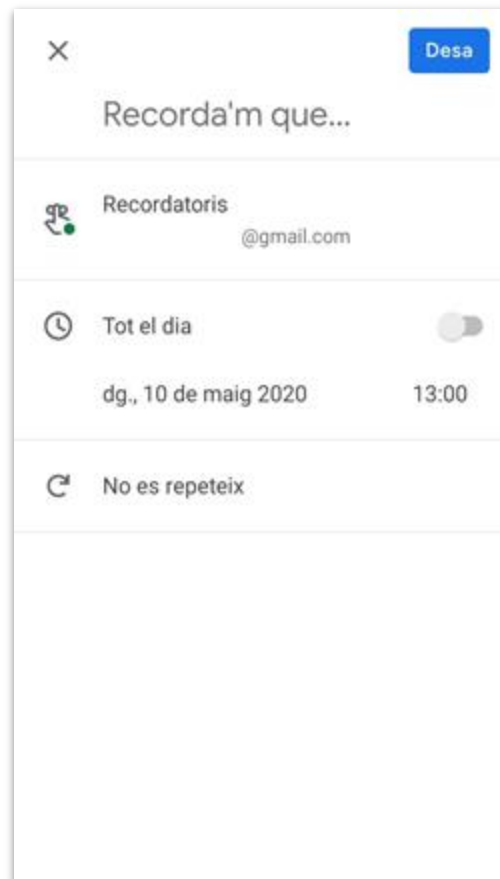 Desa
Recorda'm que...
Recordatoris
@gmail.com
Tot el dia
dg., 10 de maig 2020 13:00
No es repeteix